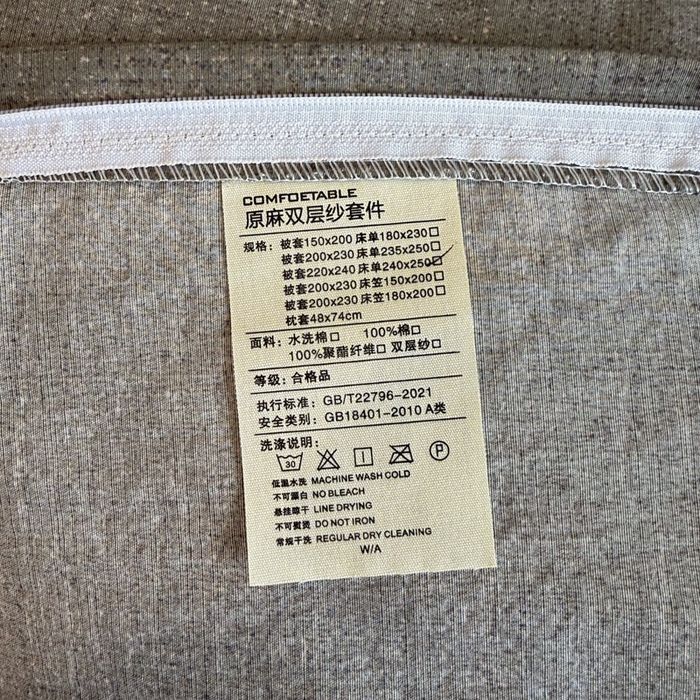 COMFOETABLE
原麻双层纱套件
规格：被套150x200 床单180x230□
被套200x230 床单235x250□
被套220x240 床单240x250☑
被套200x230 床笠150x200□
被套200x230 床笠180x200□
枕套48x74cm
面料：水洗棉□ 100%棉□
100%聚酯纤维□ 双层纱□
等级：合格品
执行标准：GB/T22796-2021
安全类别：GB18401-2010 A类
洗涤说明：
30 P
低温水洗 MACHINE WASH COLD
不可漂白 NO BLEACH
悬挂晾干 LINE DRYING
不可熨烫 DO NOT IRON
常规干洗 REGULAR DRY CLEANING
W/A